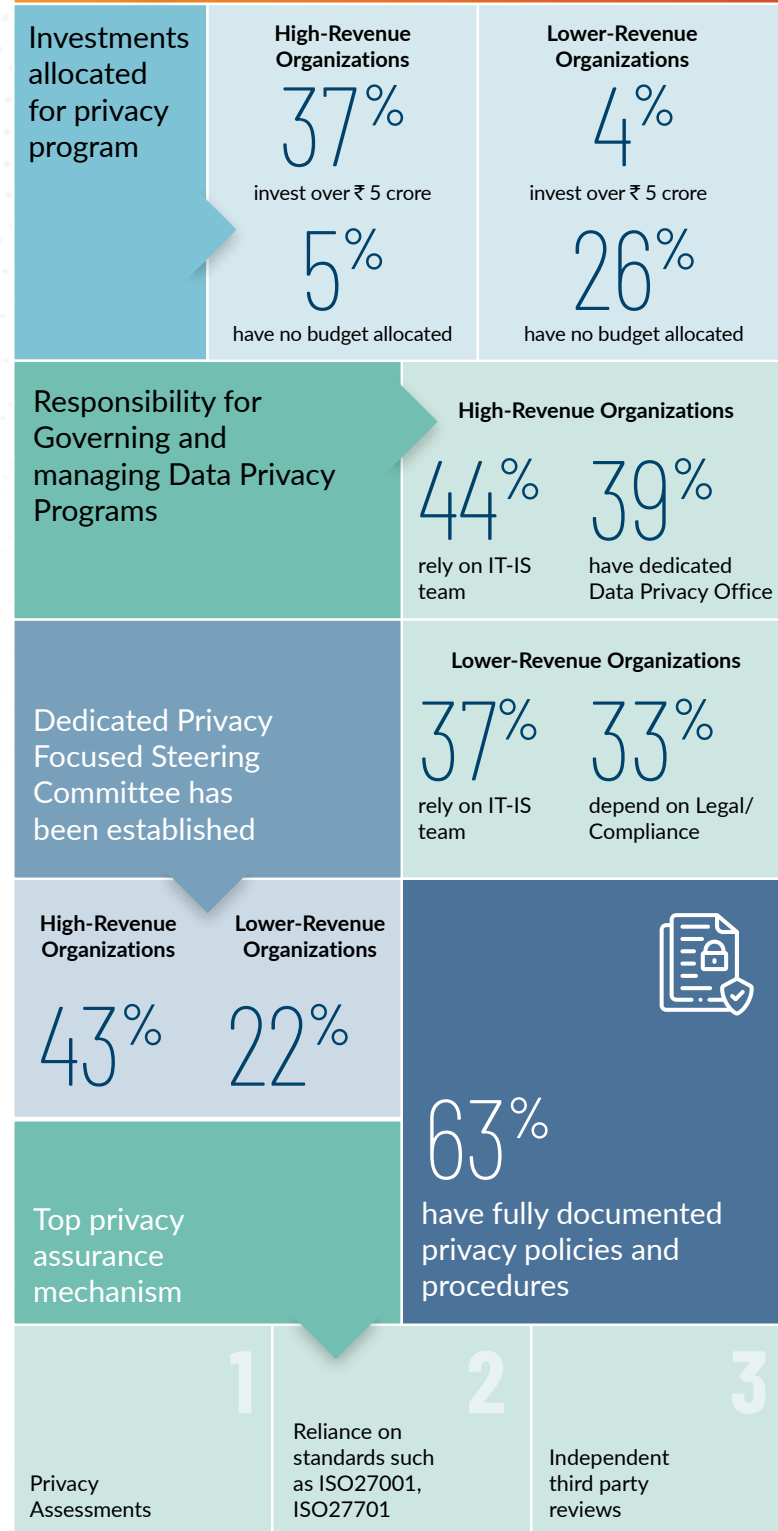 Investments
allocated
for privacy
program
High-Revenue
Organizations
37%
invest over ₹ 5 crore
5%
have no budget allocated
Lower-Revenue
Organizations
4%
invest over ₹ 5 crore
26%
have no budget allocated
Responsibility for
Governing and
managing Data Privacy
Programs
High-Revenue Organizations
44%
rely on IT-IS
team
39%
have dedicated
Data Privacy Office
Lower-Revenue Organizations
37%
rely on IT-IS
team
33%
depend on Legal/
Compliance
Dedicated Privacy
Focused Steering
Committee has
been established
High-Revenue
Organizations
43%
Lower-Revenue
Organizations
22%
63%
have fully documented
privacy policies and
procedures
Top privacy
assurance
mechanism
1
Privacy
Assessments
2
Reliance on
standards such
as ISO27001,
ISO27701
3
Independent
third party
reviews